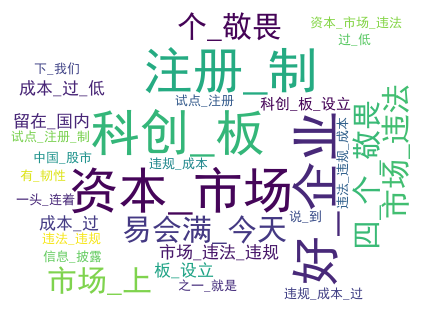 个_敬畏
资本_市场_违法
过_低
下_我们
注册_制
成本_过_低
试点_注册
科创_板_设立
留在_国内
科创_板
试点_注册_制
中国_股市
违规_成本
有_韧性
资本_市场
一头_连着
好_企业
违法_违规_成本
四_个_敬畏
市场_违法
成本_过
易会满_今天
说_到
违法_违规
市场_违法_违规
信息_披露
板_设立
市场_上
之一_就是
违规_成本_过